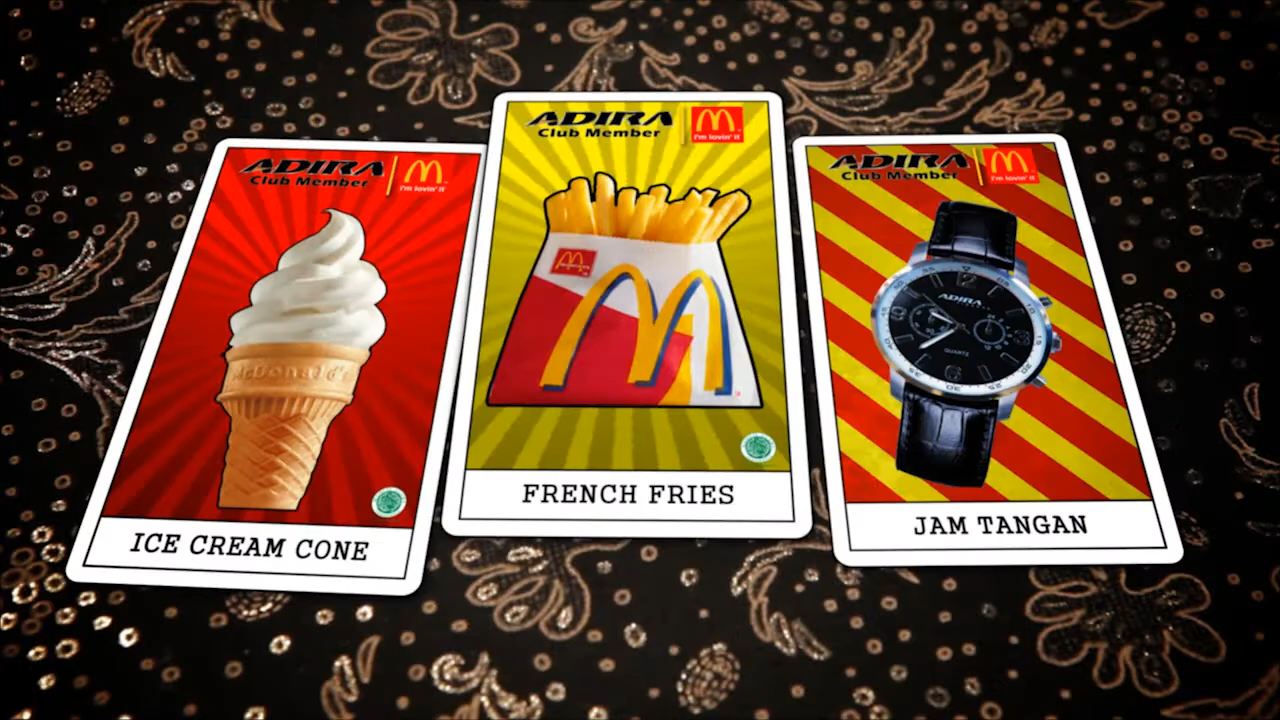 ADIRA
Club Member
i'm lovin' it
McDonald's
ICE CREAM CONE
ADIRA
Club Member
i'm lovin' it
FRENCH FRIES
ADIRA
Club Member
i'm lovin' it
ADIRA
QUARTZ
JAM TANGAN